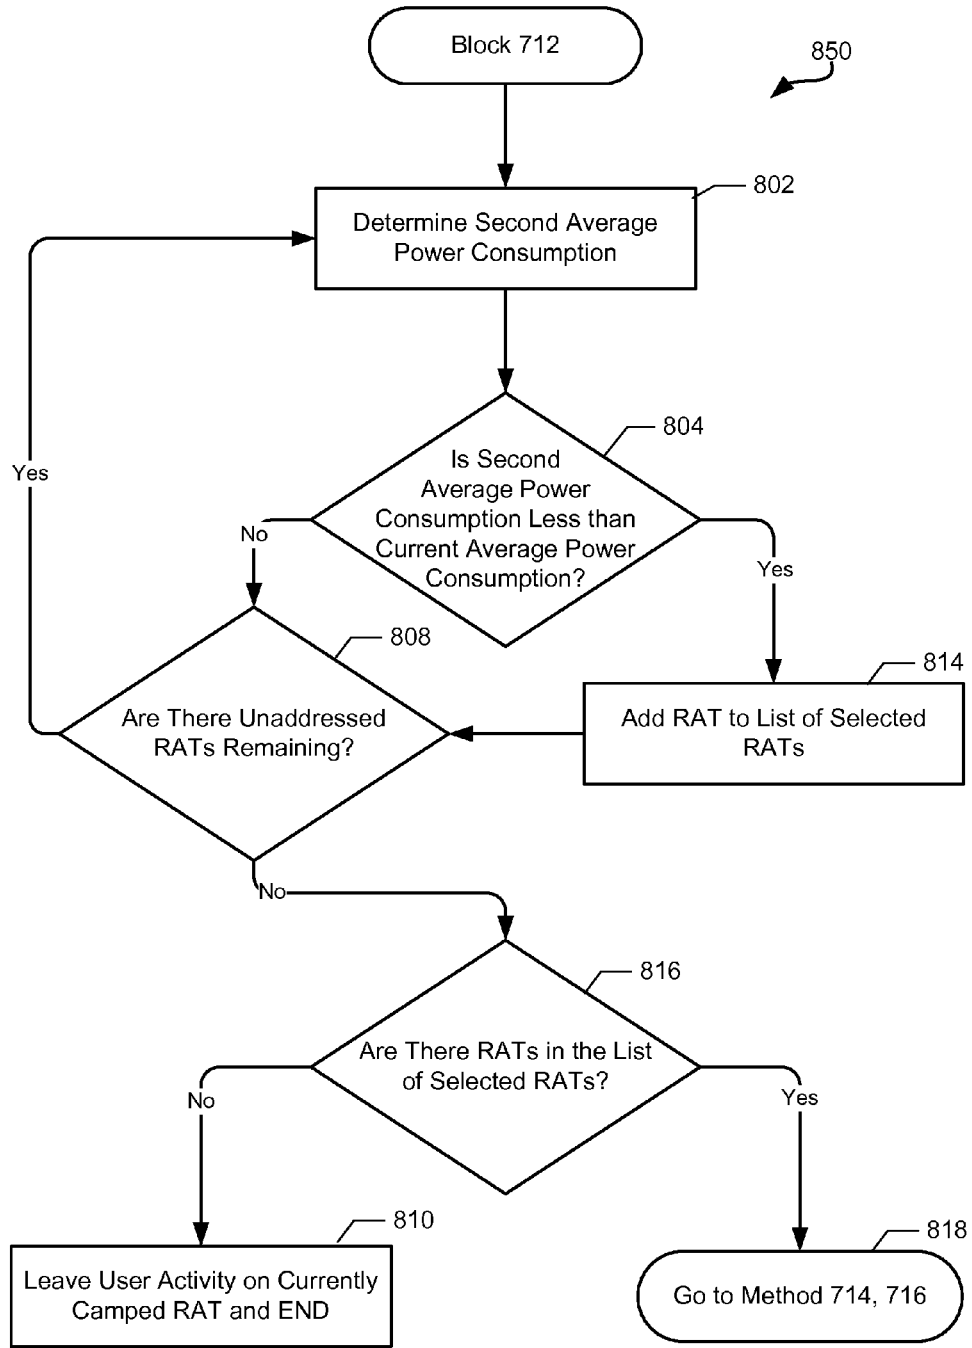 Block 712
850
802
Determine Second Average
Power Consumption
804
Is Second
Average Power
Consumption Less than
Current Average Power
Consumption?
Yes
No
Yes
808
Are There Unaddressed
RATs Remaining?
814
Add RAT to List of Selected
RATs
No
816
Are There RATs in the List
of Selected RATs?
No
Yes
810
Leave User Activity on Currently
Camped RAT and END
818
Go to Method 714, 716